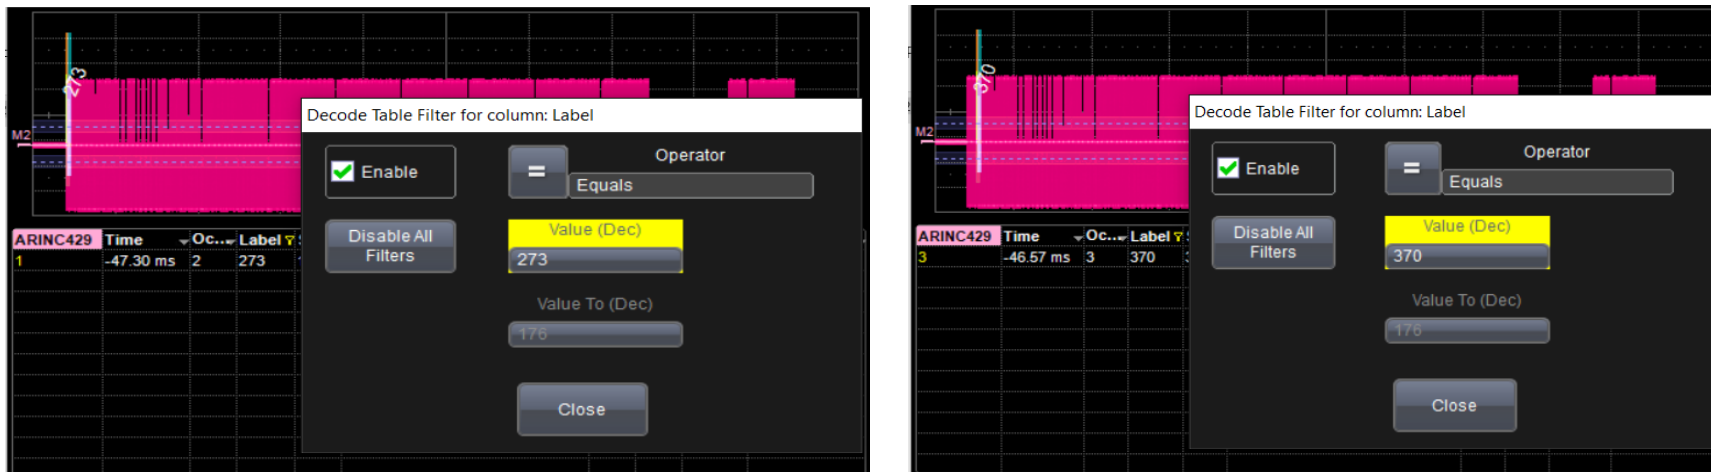 273
M2
Decode Table Filter for column: Label
Enable
=
Operator
Equals
Disable All
Filters
Value (Dec)
273
Value To (Dec)
176
Close
ARINC429 Time Oc... Label
1 -47.30 ms 2 273
370
M2
Decode Table Filter for column: Label
Enable
=
Operator
Equals
Disable All
Filters
Value (Dec)
370
Value To (Dec)
176
Close
ARINC429 Time Oc... Label
3 -46.57 ms 3 370